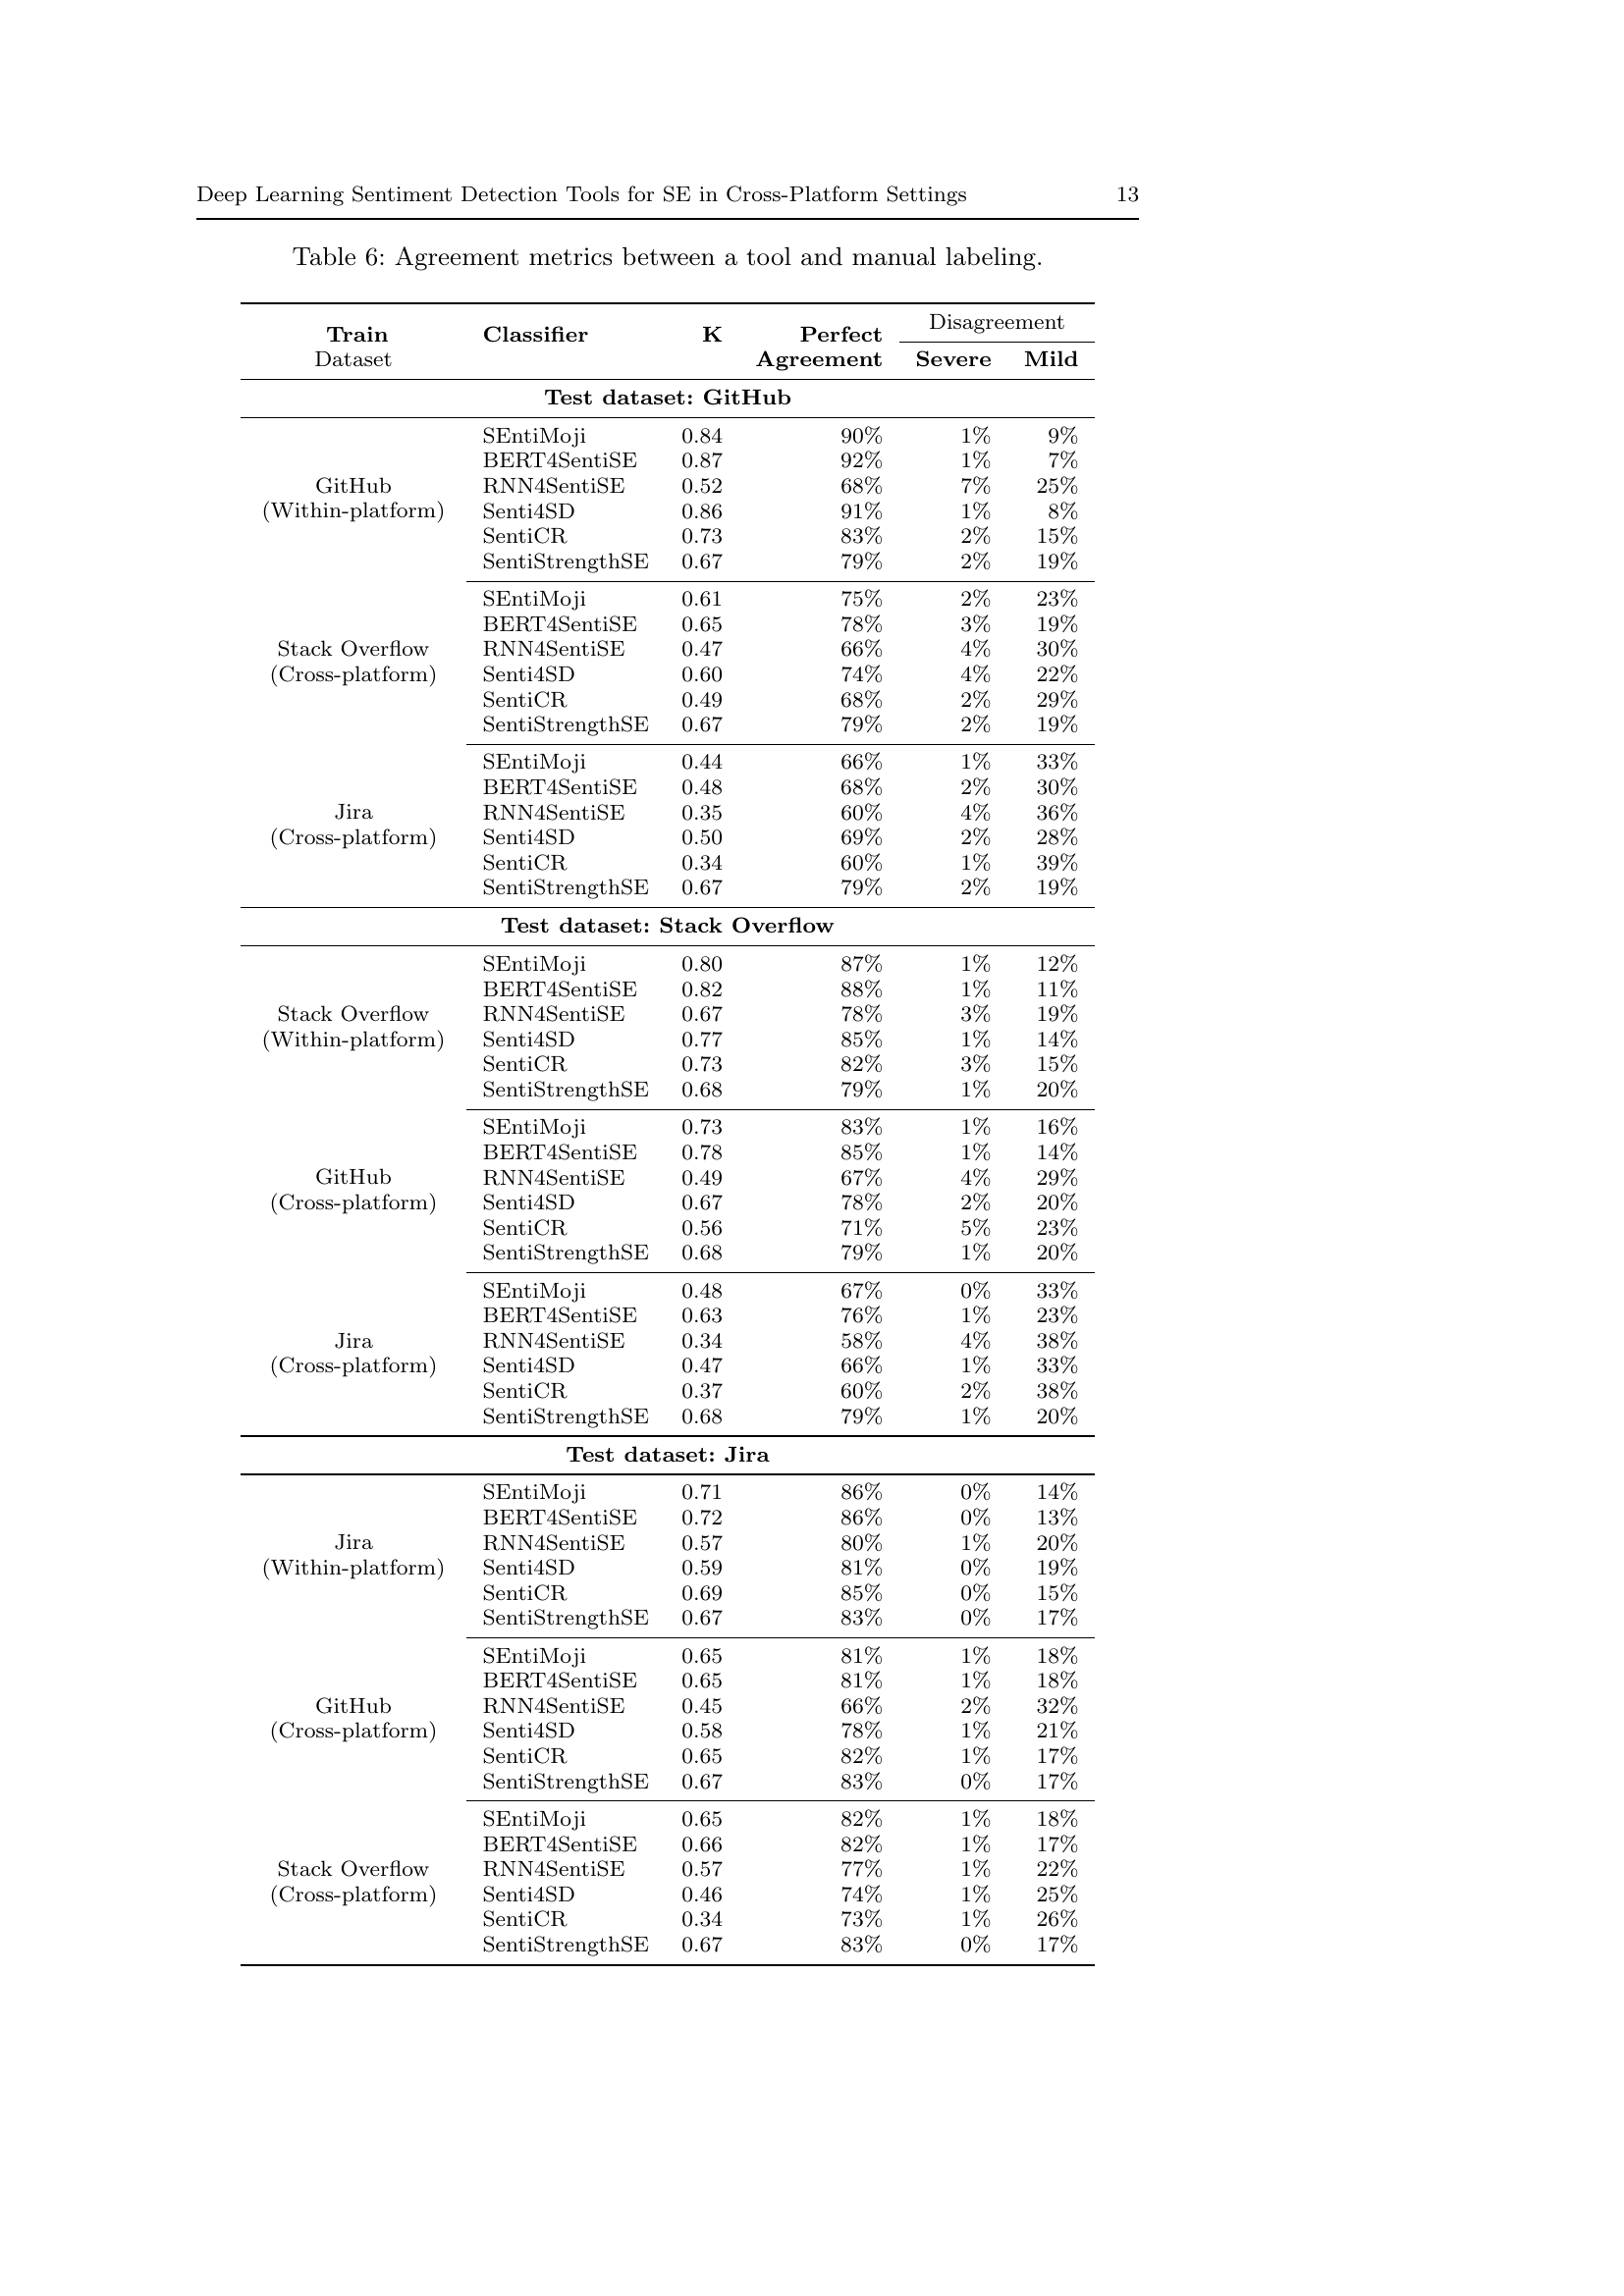 Deep Learning Sentiment Detection Tools for SE in Cross-Platform Settings 13
Table 6: Agreement metrics between a tool and manual labeling.
Disagreement
Train Classifier K Perfect
Dataset Agreement Severe Mild
Test dataset: GitHub
SEntiMoji 0.84 90% 1% 9%
BERT4SentiSE 0.87 92% 1% 7%
GitHub RNN4SentiSE 0.52 68% 7% 25%
(Within-platform) Senti4SD 0.86 91% 1% 8%
SentiCR 0.73 83% 2% 15%
SentiStrengthSE 0.67 79% 2% 19%
SEntiMoji 0.61 75% 2% 23%
BERT4SentiSE 0.65 78% 3% 19%
Stack Overflow RNN4SentiSE 0.47 66% 4% 30%
(Cross-platform) Senti4SD 0.60 74% 4% 22%
SentiCR 0.49 68% 2% 29%
SentiStrengthSE 0.67 79% 2% 19%
SEntiMoji 0.44 66% 1% 33%
BERT4SentiSE 0.48 68% 2% 30%
Jira RNN4SentiSE 0.35 60% 4% 36%
(Cross-platform) Senti4SD 0.50 69% 2% 28%
SentiCR 0.34 60% 1% 39%
SentiStrengthSE 0.67 79% 2% 19%
Test dataset: Stack Overflow
SEntiMoji 0.80 87% 1% 12%
BERT4SentiSE 0.82 88% 1% 11%
Stack Overflow RNN4SentiSE 0.67 78% 3% 19%
(Within-platform) Senti4SD 0.77 85% 1% 14%
SentiCR 0.73 82% 3% 15%
SentiStrengthSE 0.68 79% 1% 20%
SEntiMoji 0.73 83% 1% 16%
BERT4SentiSE 0.78 85% 1% 14%
GitHub RNN4SentiSE 0.49 67% 4% 29%
(Cross-platform) Senti4SD 0.67 78% 2% 20%
SentiCR 0.56 71% 5% 23%
SentiStrengthSE 0.68 79% 1% 20%
SEntiMoji 0.48 67% 0% 33%
BERT4SentiSE 0.63 76% 1% 23%
Jira RNN4SentiSE 0.34 58% 4% 38%
(Cross-platform) Senti4SD 0.47 66% 1% 33%
SentiCR 0.37 60% 2% 38%
SentiStrengthSE 0.68 79% 1% 20%
Test dataset: Jira
SEntiMoji 0.71 86% 0% 14%
BERT4SentiSE 0.72 86% 0% 13%
Jira RNN4SentiSE 0.57 80% 1% 20%
(Within-platform) Senti4SD 0.59 81% 0% 19%
SentiCR 0.69 85% 0% 15%
SentiStrengthSE 0.67 83% 0% 17%
SEntiMoji 0.65 81% 1% 18%
BERT4SentiSE 0.65 81% 1% 18%
GitHub RNN4SentiSE 0.45 66% 2% 32%
(Cross-platform) Senti4SD 0.58 78% 1% 21%
SentiCR 0.65 82% 1% 17%
SentiStrengthSE 0.67 83% 0% 17%
SEntiMoji 0.65 82% 1% 18%
BERT4SentiSE 0.66 82% 1% 17%
Stack Overflow RNN4SentiSE 0.57 77% 1% 22%
(Cross-platform) Senti4SD 0.46 74% 1% 25%
SentiCR 0.34 73% 1% 26%
SentiStrengthSE 0.67 83% 0% 17%